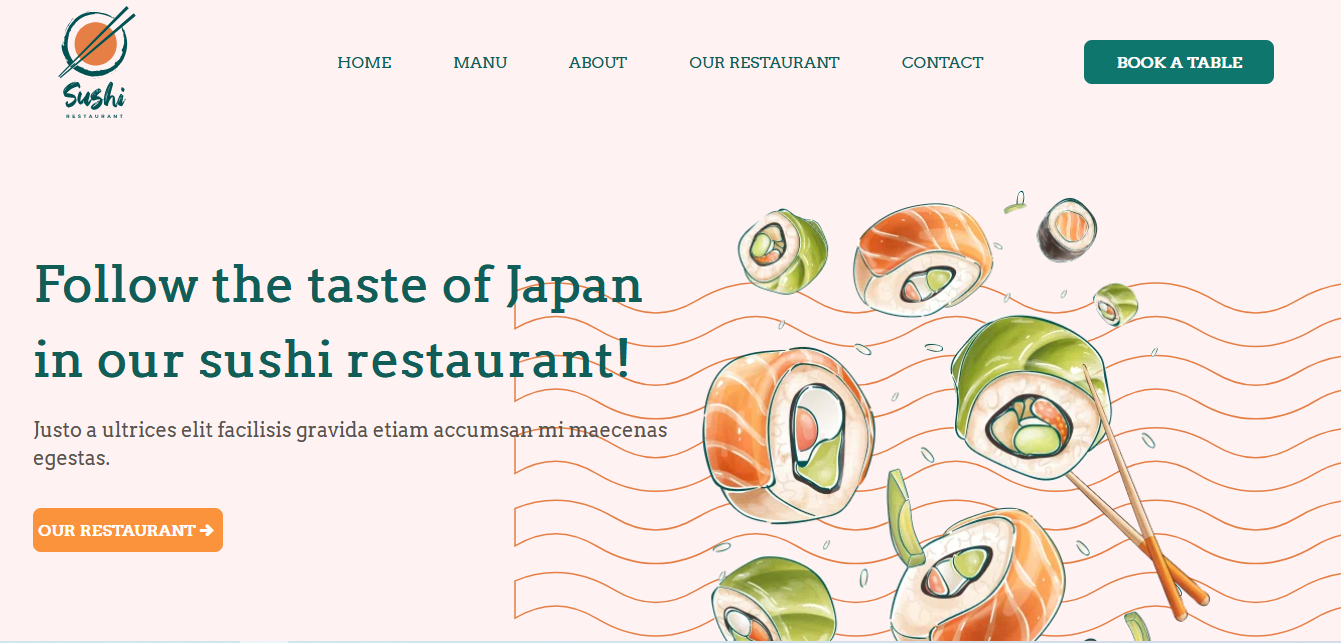 Sushi
RESTAURANT
HOME MANU ABOUT OUR RESTAURANT CONTACT BOOK A TABLE
Follow the taste of Japan
in our sushi restaurant!
Justo a ultrices elit facilisis gravida etiam accumsan mi maecenas
egestas.
OUR RESTAURANT →